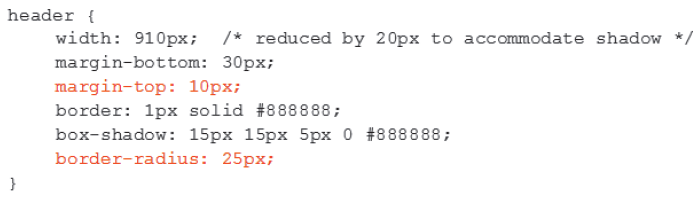 header {
    width: 910px;  /* reduced by 20px to accommodate shadow */
    margin-bottom: 30px;
    margin-top: 10px;
    border: 1px solid #888888;
    box-shadow: 15px 15px 5px 0 #888888;
    border-radius: 25px;
}